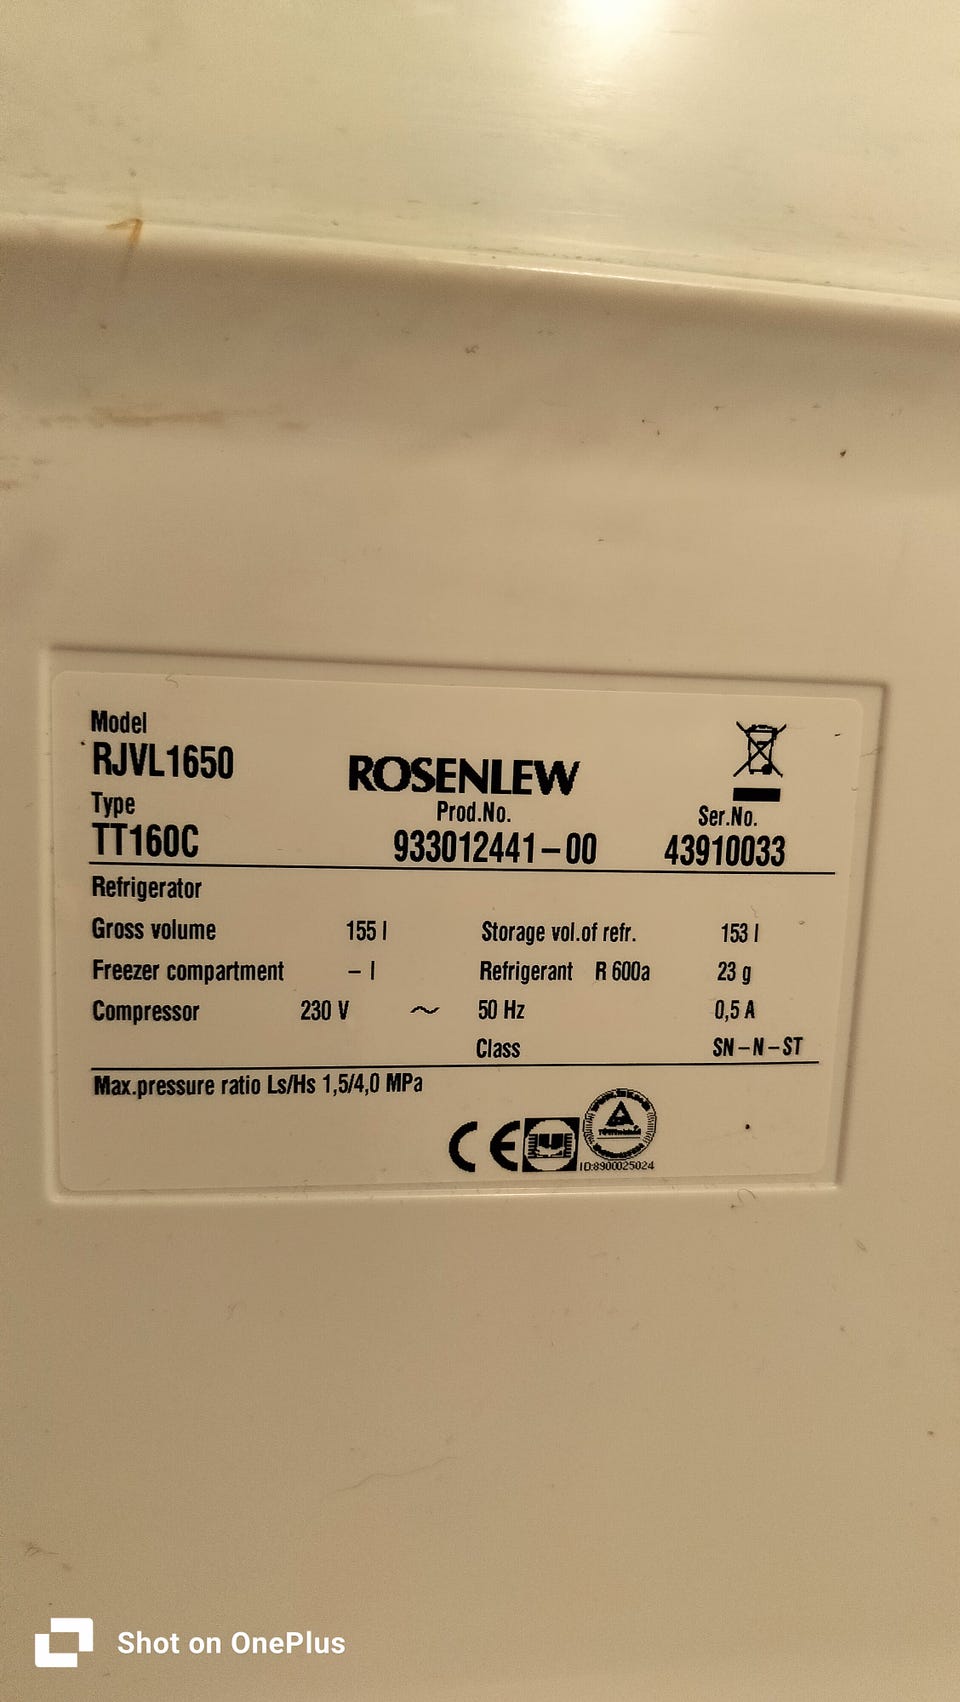 Model
RJVL1650
ROSENLEW
Type
Prod.No.
Ser.No.
TT160C
933012441-00
43910033
Refrigerator
Gross volume 155 l Storage vol.of refr. 153 l
Freezer compartment - l Refrigerant R 600a 23 g
Compressor 230 V ~ 50 Hz 0,5 A
Class SN-N-ST
Max.pressure ratio Ls/Hs 1,5/4,0 MPa
CE
ID:8900025024
Shot on OnePlus